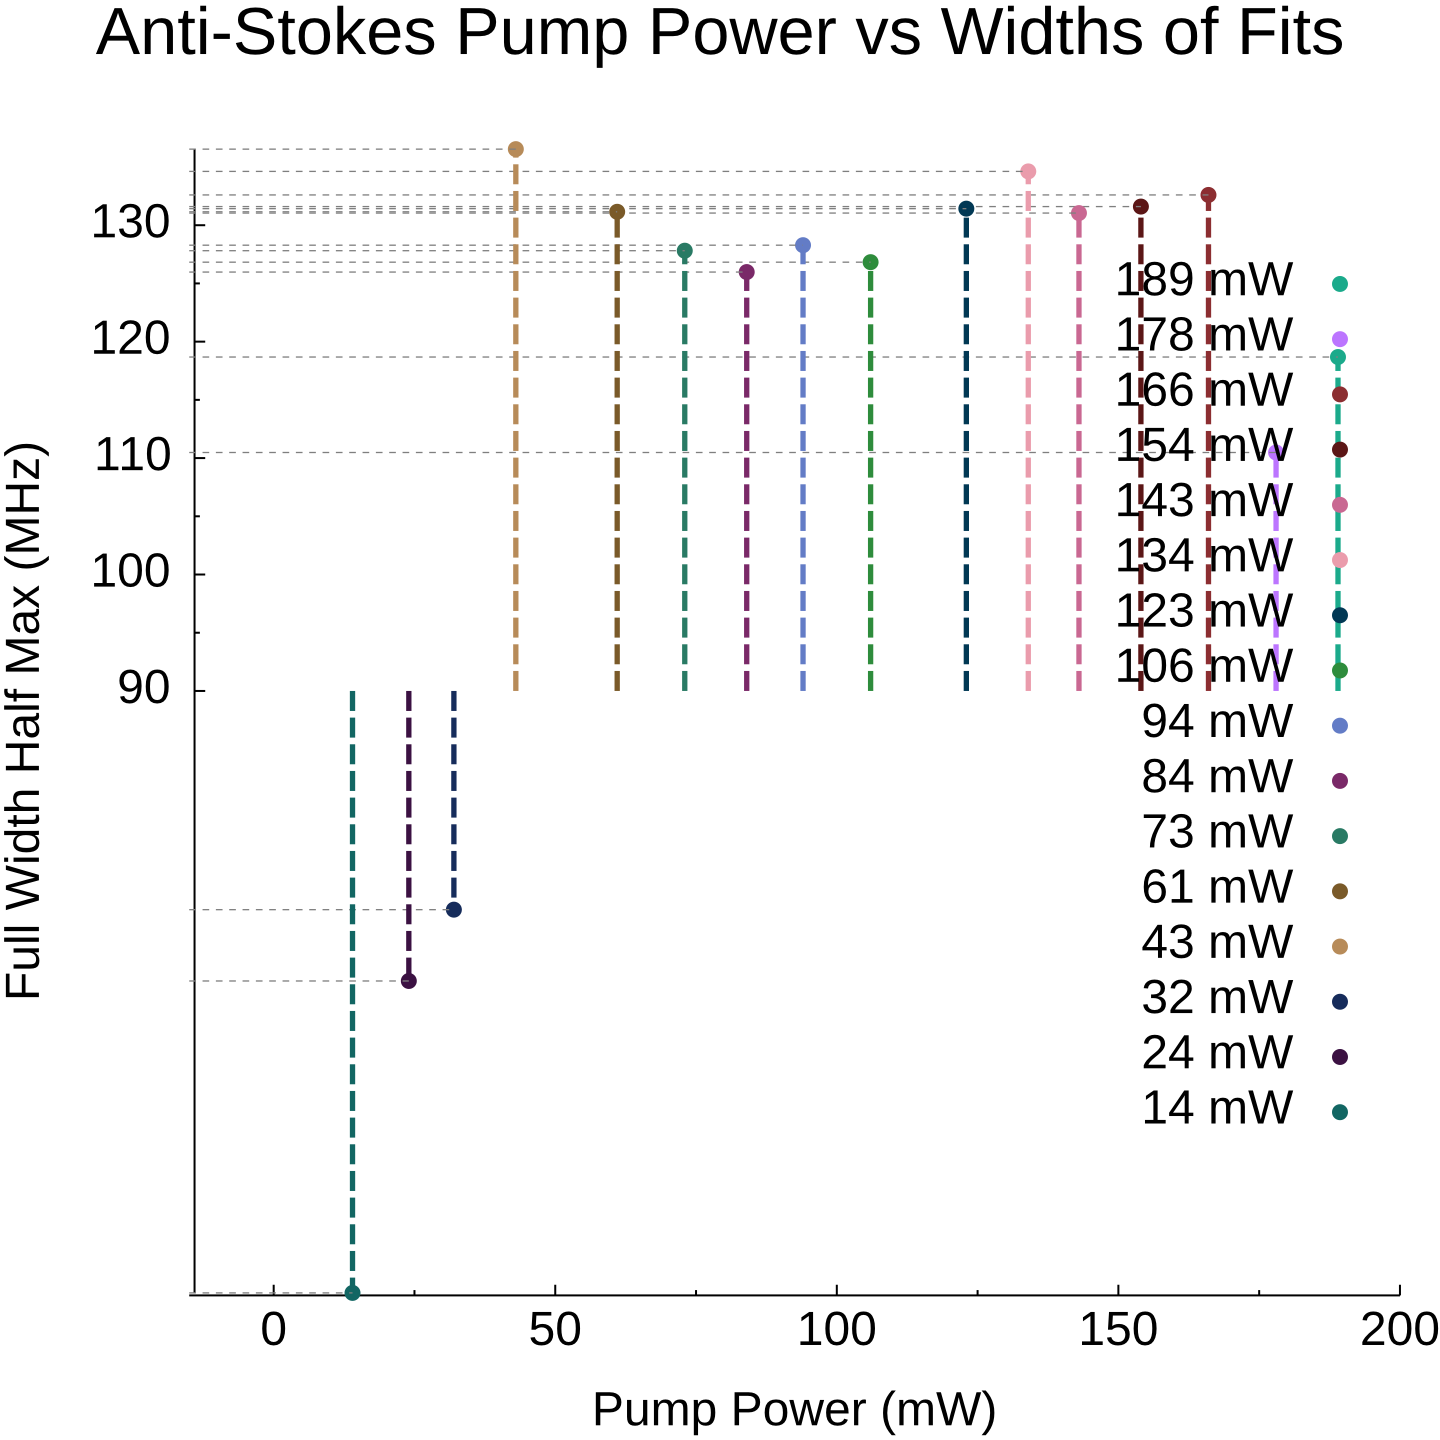 Anti-Stokes Pump Power vs Widths of Fits
Full Width Half Max (MHz)
130
120
110
100
90
189 mW
178 mW
166 mW
154 mW
143 mW
134 mW
123 mW
106 mW
94 mW
84 mW
73 mW
61 mW
43 mW
32 mW
24 mW
14 mW
0 50 100 150 200
Pump Power (mW)